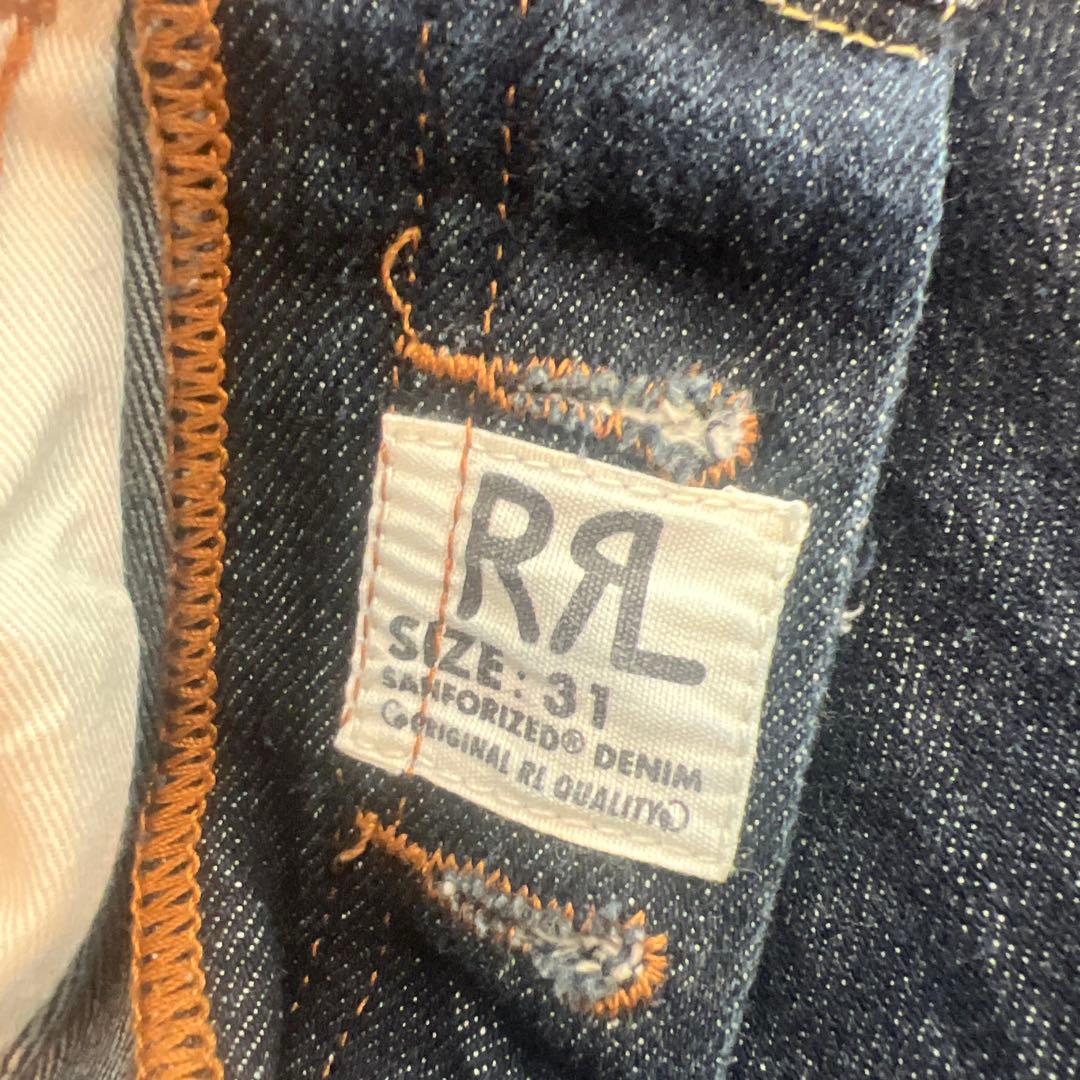 RRL
SIZE: 31
SANFORIZED® DENIM
ORIGINAL RL QUALITY